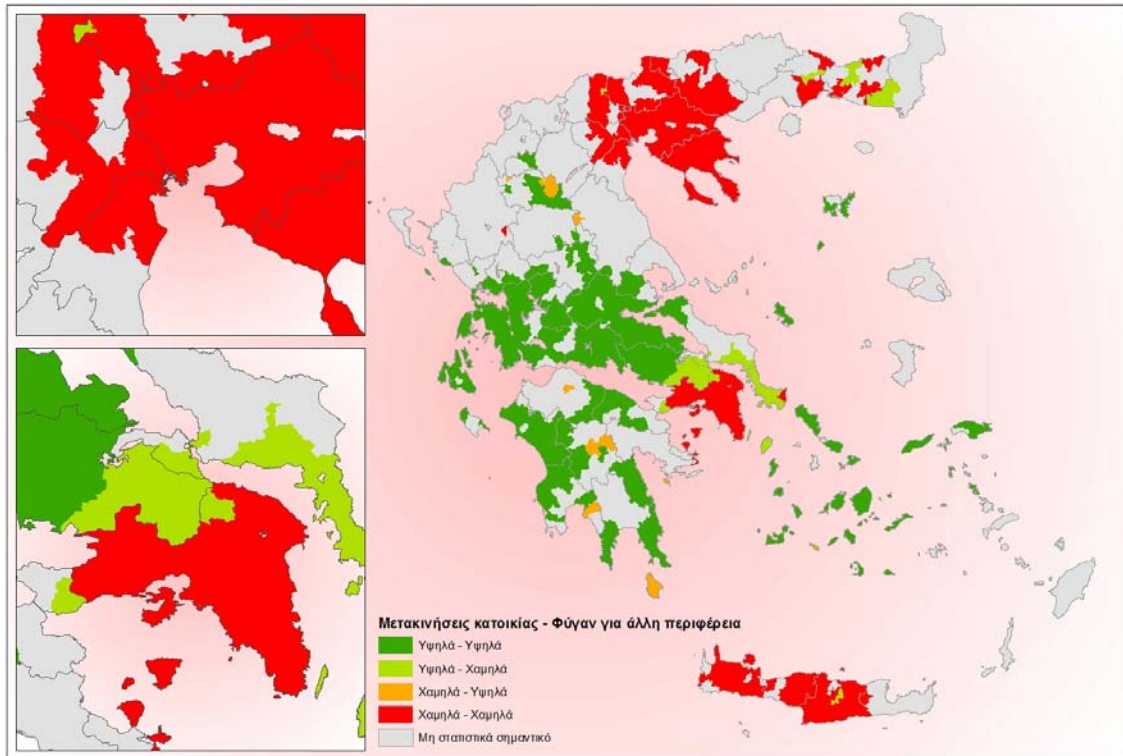 Μετακινήσεις κατοικίας - Φύγαν για άλλη περιφέρεια
Υψηλά - Υψηλά
Υψηλά - Χαμηλά
Χαμηλά - Υψηλά
Χαμηλά - Χαμηλά
Μη στατιστικά σημαντικό